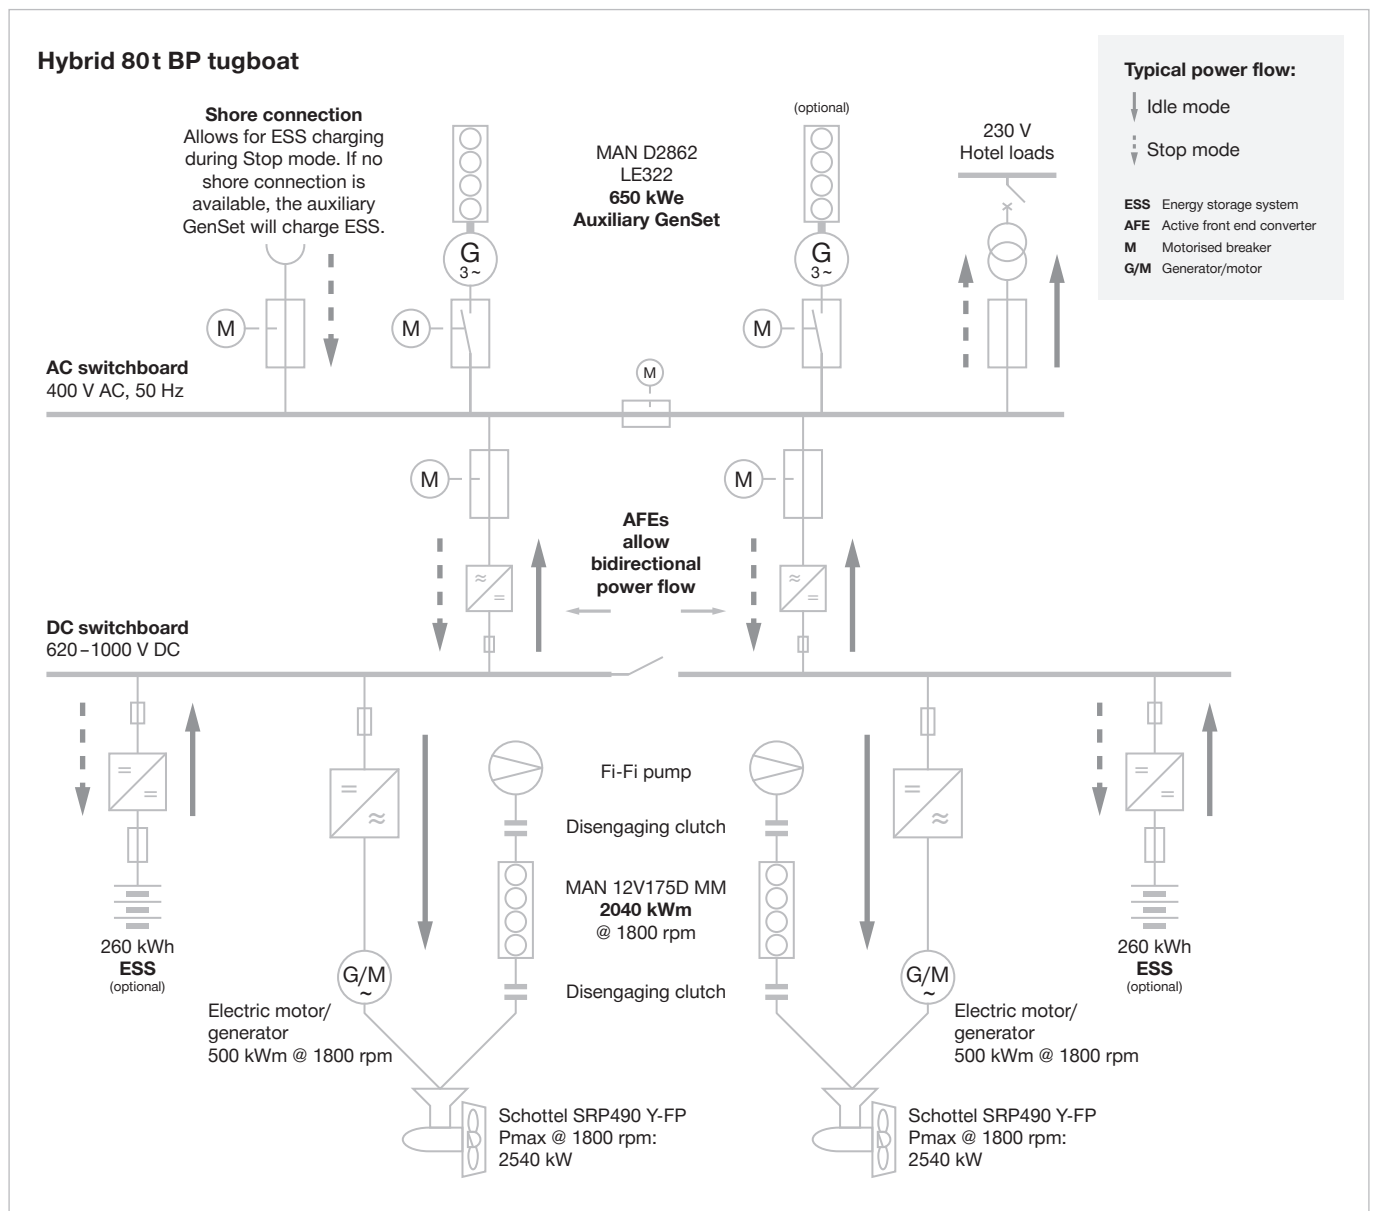 Hybrid 80t BP tugboat
Typical power flow:
Idle mode
Stop mode
ESS Energy storage system
AFE Active front end converter
M Motorised breaker
G/M Generator/motor
Shore connection
Allows for ESS charging
during Stop mode. If no
shore connection is
available, the auxiliary
GenSet will charge ESS.
MAN D2862
LE322
650 kWe
Auxiliary GenSet
(optional)
230 V
Hotel loads
G
3~
G
3~
M
M
M
AC switchboard
400 V AC, 50 Hz
M
M
M
AFEs
allow
bidirectional
power flow
≈
=
≈
=
DC switchboard
620–1000 V DC
=
=
=
≈
=
≈
=
=
Fi-Fi pump
Disengaging clutch
MAN 12V175D MM
2040 kWm
@ 1800 rpm
Disengaging clutch
260 kWh
ESS
(optional)
260 kWh
ESS
(optional)
G/M
~
G/M
~
Electric motor/
generator
500 kWm @ 1800 rpm
Electric motor/
generator
500 kWm @ 1800 rpm
Schottel SRP490 Y-FP
Pmax @ 1800 rpm:
2540 kW
Schottel SRP490 Y-FP
Pmax @ 1800 rpm:
2540 kW